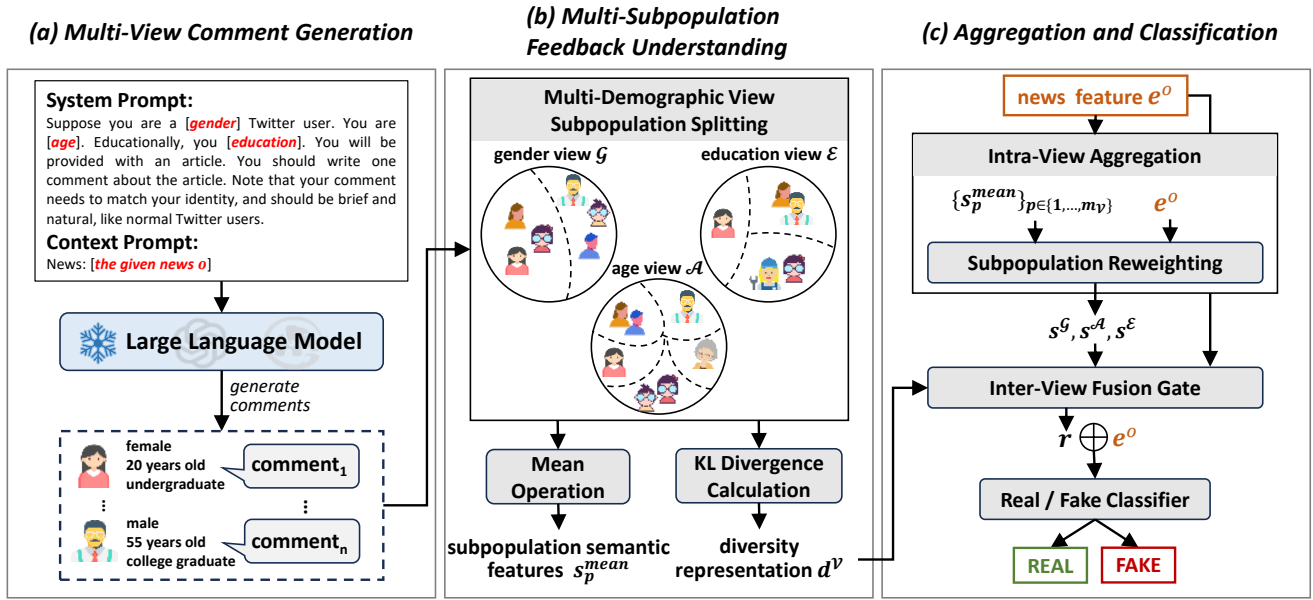 (a) Multi-View Comment Generation
System Prompt:
Suppose you are a [gender] Twitter user. You are
[age]. Educationally, you [education]. You will be
provided with an article. You should write one
comment about the article. Note that your comment
needs to match your identity, and should be brief and
natural, like normal Twitter users.
Context Prompt:
News: [the given news o]
Large Language Model
generate
comments
female
20 years old
undergraduate
comment₁
⋮
⋮
male
55 years old
college graduate
commentₙ
(b) Multi-Subpopulation
Feedback Understanding
Multi-Demographic View
Subpopulation Splitting
gender view 𝒢
education view ℰ
age view 𝒜
Mean
Operation
KL Divergence
Calculation
subpopulation semantic
features s_p^{mean}
diversity
representation d^𝒱
(c) Aggregation and Classification
news feature e^o
Intra-View Aggregation
{s_p^{mean}}_{p∈{1,…,m_𝒱}}
e^o
Subpopulation Reweighting
s^𝒢, s^𝒜, s^ℰ
Inter-View Fusion Gate
r ⊕ e^o
Real / Fake Classifier
REAL
FAKE